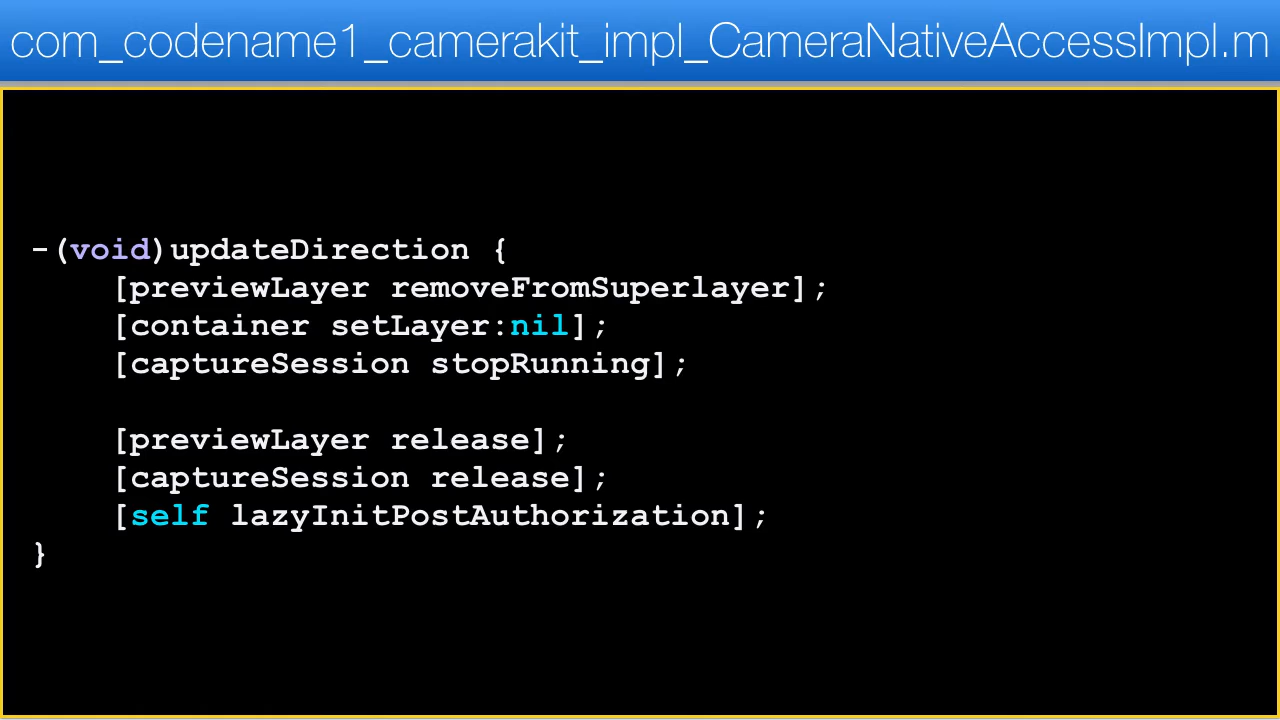 com_codename1_camerakit_impl_CameraNativeAccessImpl.m
-(void)updateDirection {
    [previewLayer removeFromSuperlayer];
    [container setLayer:nil];
    [captureSession stopRunning];

    [previewLayer release];
    [captureSession release];
    [self lazyInitPostAuthorization];
}